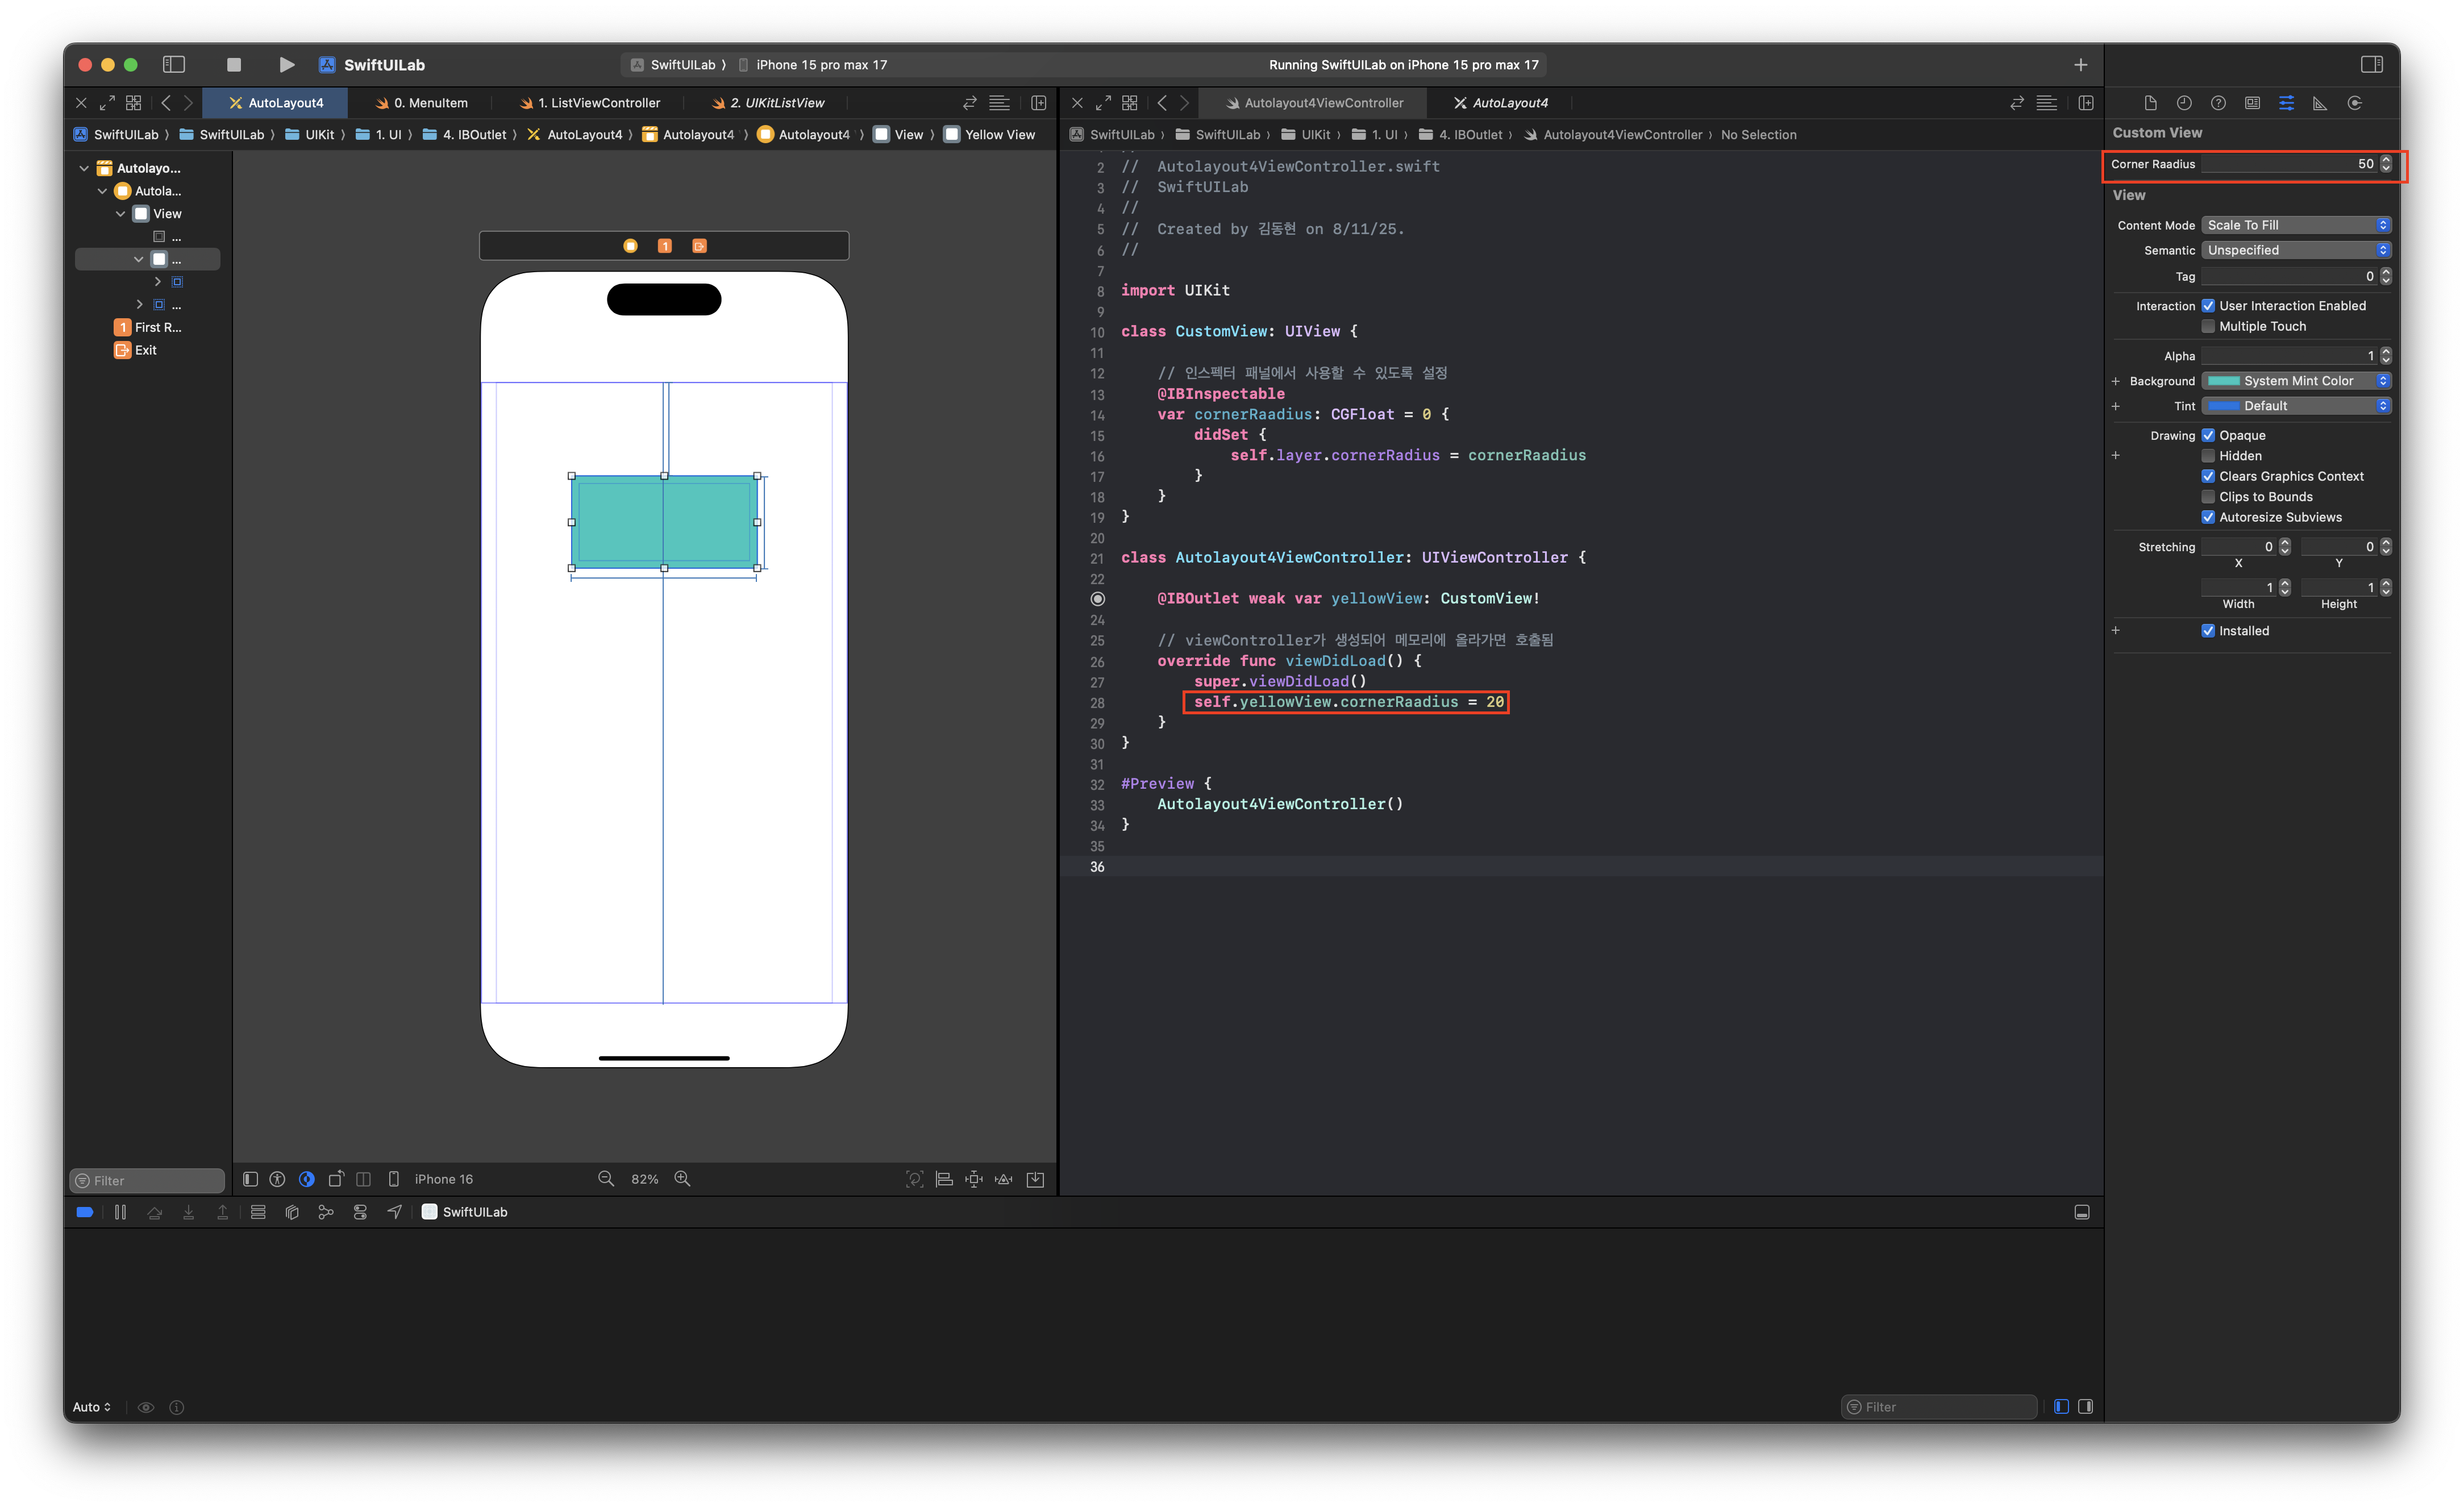 SwiftUILab
SwiftUILab 〉 iPhone 15 pro max 17
Running SwiftUILab on iPhone 15 pro max 17
AutoLayout4
0. MenuItem
1. ListViewController
2. UIKitListView
SwiftUILab 〉 SwiftUILab 〉 UIKit 〉 1. UI 〉 4. IBOutlet 〉 AutoLayout4 〉 Autolayout4 〉 Autolayout4 〉 View 〉 Yellow View
Autolayo...
Autola...
View
...
...
...
1 First R...
Exit
1
Filter
iPhone 16
82%
Autolayout4ViewController
AutoLayout4
SwiftUILab 〉 SwiftUILab 〉 UIKit 〉 1. UI 〉 4. IBOutlet 〉 Autolayout4ViewController 〉 No Selection
2 //  Autolayout4ViewController.swift
3 //  SwiftUILab
4 //
5 //  Created by 김동현 on 8/11/25.
6 //
7
8 import UIKit
9
10 class CustomView: UIView {
11
12     // 인스펙터 패널에서 사용할 수 있도록 설정
13     @IBInspectable
14     var cornerRaadius: CGFloat = 0 {
15         didSet {
16             self.layer.cornerRadius = cornerRaadius
17         }
18     }
19 }
20
21 class Autolayout4ViewController: UIViewController {
22
@IBOutlet weak var yellowView: CustomView!
24
25     // viewController가 생성되어 메모리에 올라가면 호출됨
26     override func viewDidLoad() {
27         super.viewDidLoad()
28         self.yellowView.cornerRaadius = 20
29     }
30 }
31
32 #Preview {
33     Autolayout4ViewController()
34 }
35
36
Custom View
Corner Raadius 50
View
Content Mode Scale To Fill
Semantic Unspecified
Tag 0
Interaction User Interaction Enabled
Multiple Touch
Alpha 1
+ Background System Mint Color
+ Tint Default
Drawing Opaque
+ Hidden
Clears Graphics Context
Clips to Bounds
Autoresize Subviews
Stretching 0 0
X Y
1 1
Width Height
+ Installed
SwiftUILab
Auto
Filter